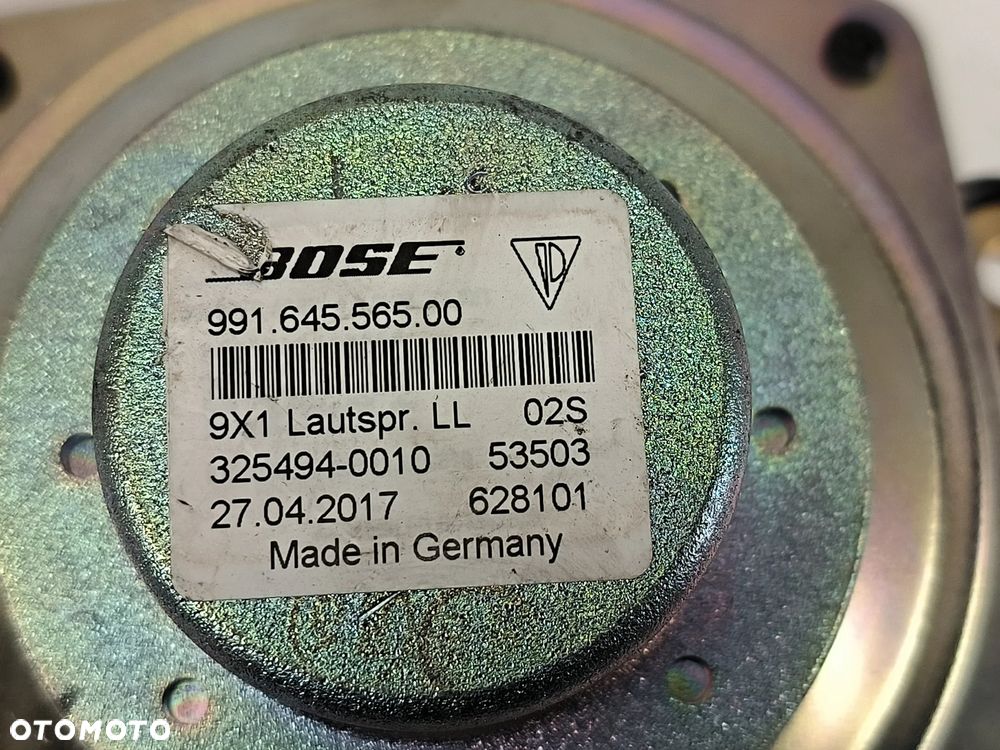 BOSE
991.645.565.00
9X1 Lautspr. LL 02S
325494-0010 53503
27.04.2017 628101
Made in Germany
OTOMOTO